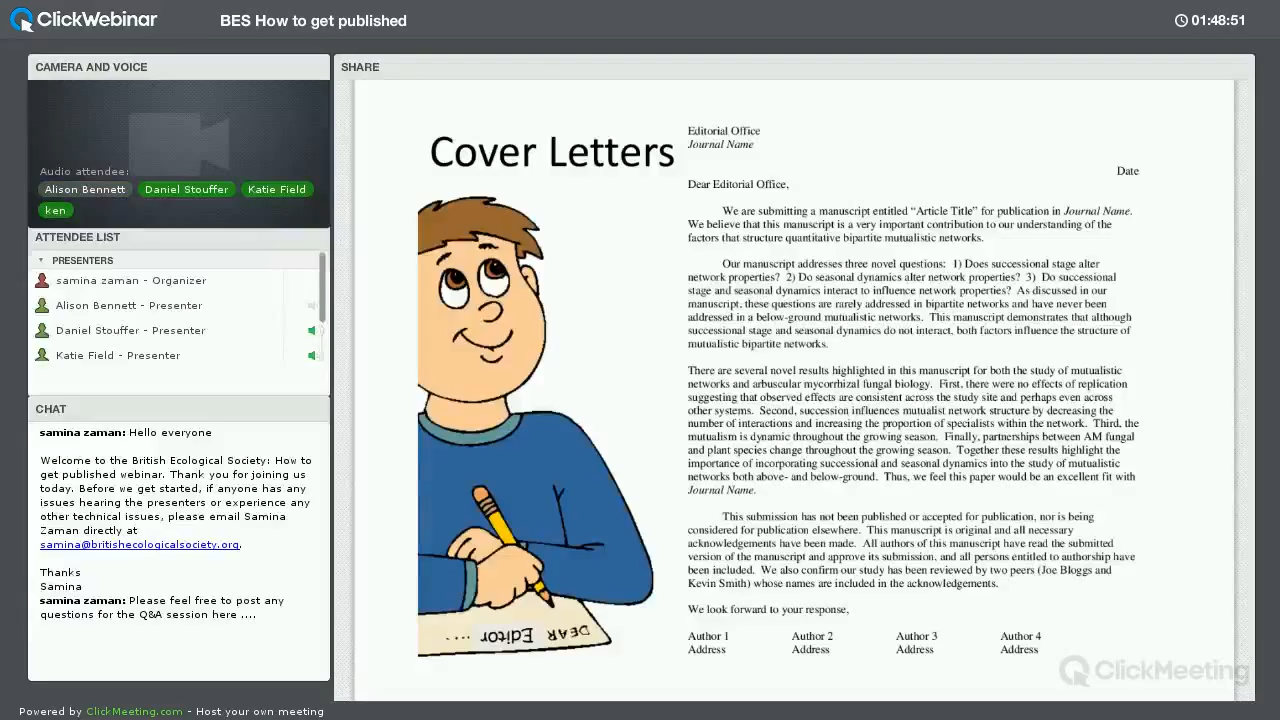 ClickWebinar
BES How to get published
01:48:51
CAMERA AND VOICE
Audio attendee:
Alison Bennett
Daniel Stouffer
Katie Field
ken
ATTENDEE LIST
PRESENTERS
samina zaman - Organizer
Alison Bennett - Presenter
Daniel Stouffer - Presenter
Katie Field - Presenter
CHAT
samina zaman: Hello everyone
Welcome to the British Ecological Society: How to
get published webinar. Thank you for joining us
today. Before we get started, if anyone has any
issues hearing the presenters or experience any
other technical issues, please email Samina
Zaman directly at
samina@britishecologicalsociety.org.
Thanks
Samina
samina zaman: Please feel free to post any
questions for the Q&A session here ....
Powered by ClickMeeting.com - Host your own meeting
SHARE
Cover Letters
DEAR Editor ....
Editorial Office
Journal Name
Date
Dear Editorial Office,
We are submitting a manuscript entitled “Article Title” for publication in Journal Name.
We believe that this manuscript is a very important contribution to our understanding of the
factors that structure quantitative bipartite mutualistic networks.
Our manuscript addresses three novel questions: 1) Does successional stage alter
network properties? 2) Do seasonal dynamics alter network properties? 3) Do successional
stage and seasonal dynamics interact to influence network properties? As discussed in our
manuscript, these questions are rarely addressed in bipartite networks and have never been
addressed in a below-ground mutualistic networks. This manuscript demonstrates that although
successional stage and seasonal dynamics do not interact, both factors influence the structure of
mutualistic bipartite networks.
There are several novel results highlighted in this manuscript for both the study of mutualistic
networks and arbuscular mycorrhizal fungal biology. First, there were no effects of replication
suggesting that observed effects are consistent across the study site and perhaps even across
other systems. Second, succession influences mutualist network structure by decreasing the
number of interactions and increasing the proportion of specialists within the network. Third, the
mutualism is dynamic throughout the growing season. Finally, partnerships between AM fungal
and plant species change throughout the growing season. Together these results highlight the
importance of incorporating successional and seasonal dynamics into the study of mutualistic
networks both above- and below-ground. Thus, we feel this paper would be an excellent fit with
Journal Name.
This submission has not been published or accepted for publication, nor is being
considered for publication elsewhere. This manuscript is original and all necessary
acknowledgements have been made. All authors of this manuscript have read the submitted
version of the manuscript and approve its submission, and all persons entitled to authorship have
been included. We also confirm our study has been reviewed by two peers (Joe Bloggs and
Kevin Smith) whose names are included in the acknowledgements.
We look forward to your response,
Author 1 Author 2 Author 3 Author 4
Address Address Address Address
ClickMeeting